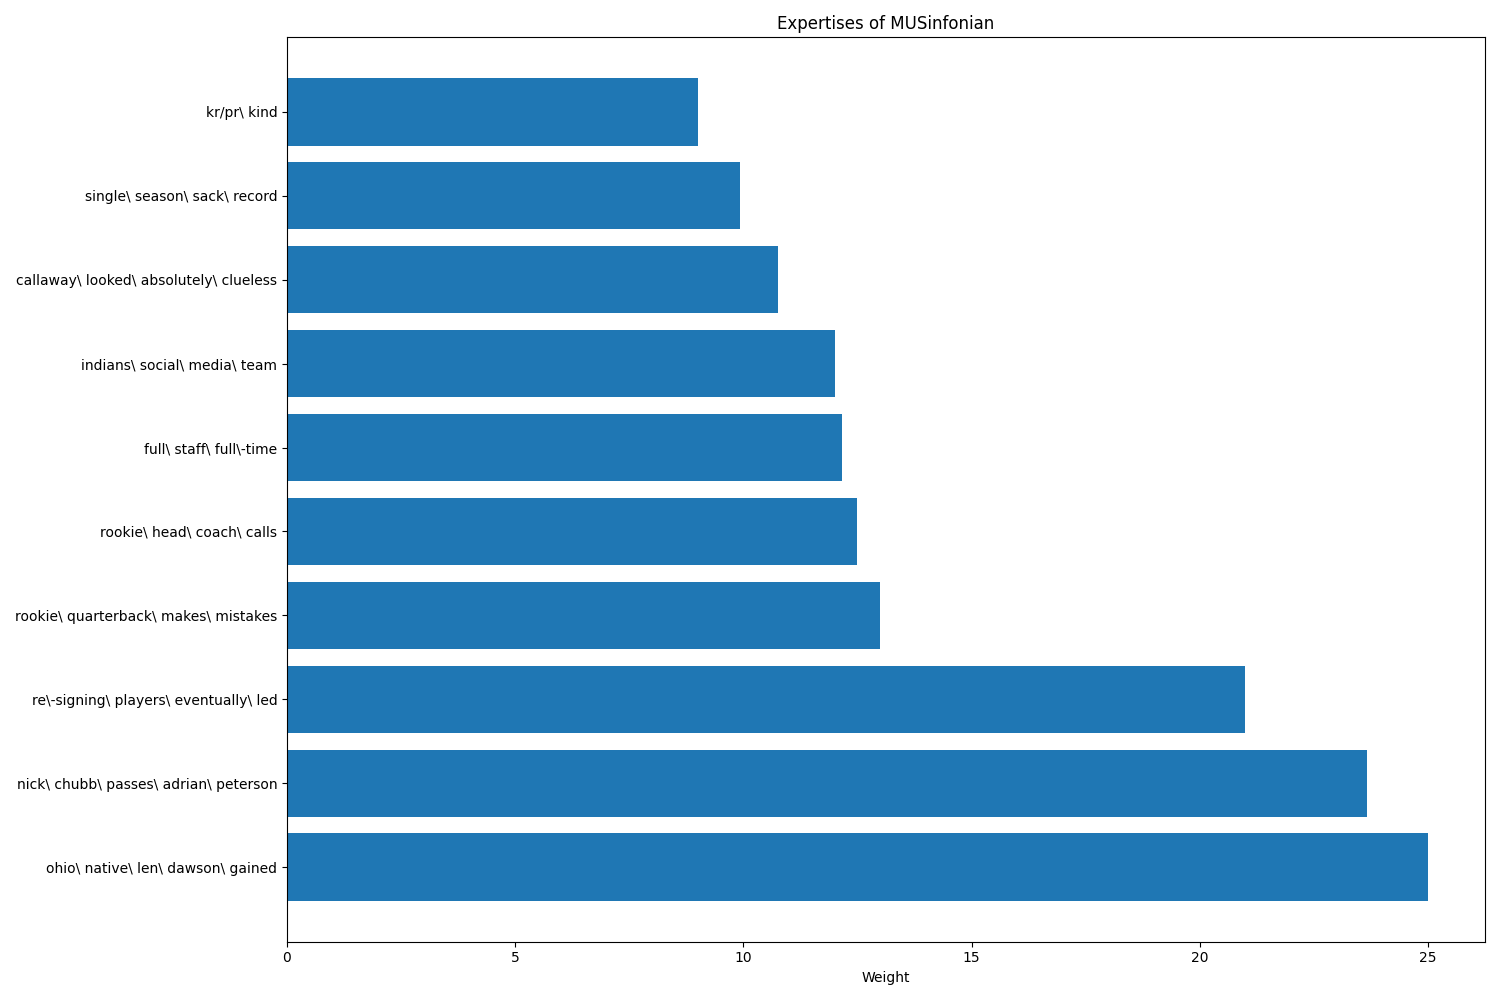 Expertises of MUSinfonian
kr/pr\ kind
single\ season\ sack\ record
callaway\ looked\ absolutely\ clueless
indians\ social\ media\ team
full\ staff\ full\-time
rookie\ head\ coach\ calls
rookie\ quarterback\ makes\ mistakes
re\-signing\ players\ eventually\ led
nick\ chubb\ passes\ adrian\ peterson
ohio\ native\ len\ dawson\ gained
0 5 10 15 20 25
Weight